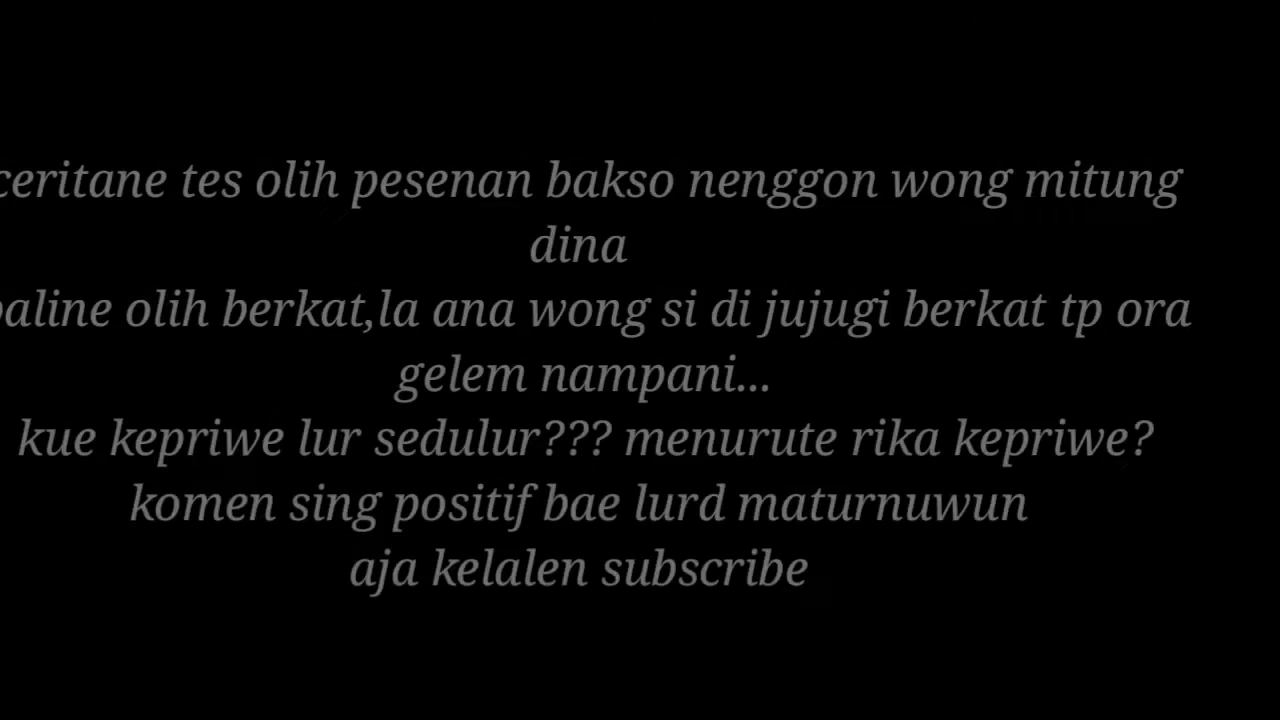 ceritane tes olih pesenan bakso nenggon wong mitung
dina
baline olih berkat,la ana wong si di jujugi berkat tp ora
gelem nampani...
kue kepriwe lur sedulur??? menurute rika kepriwe?
komen sing positif bae lurd maturnuwun
aja kelalen subscribe